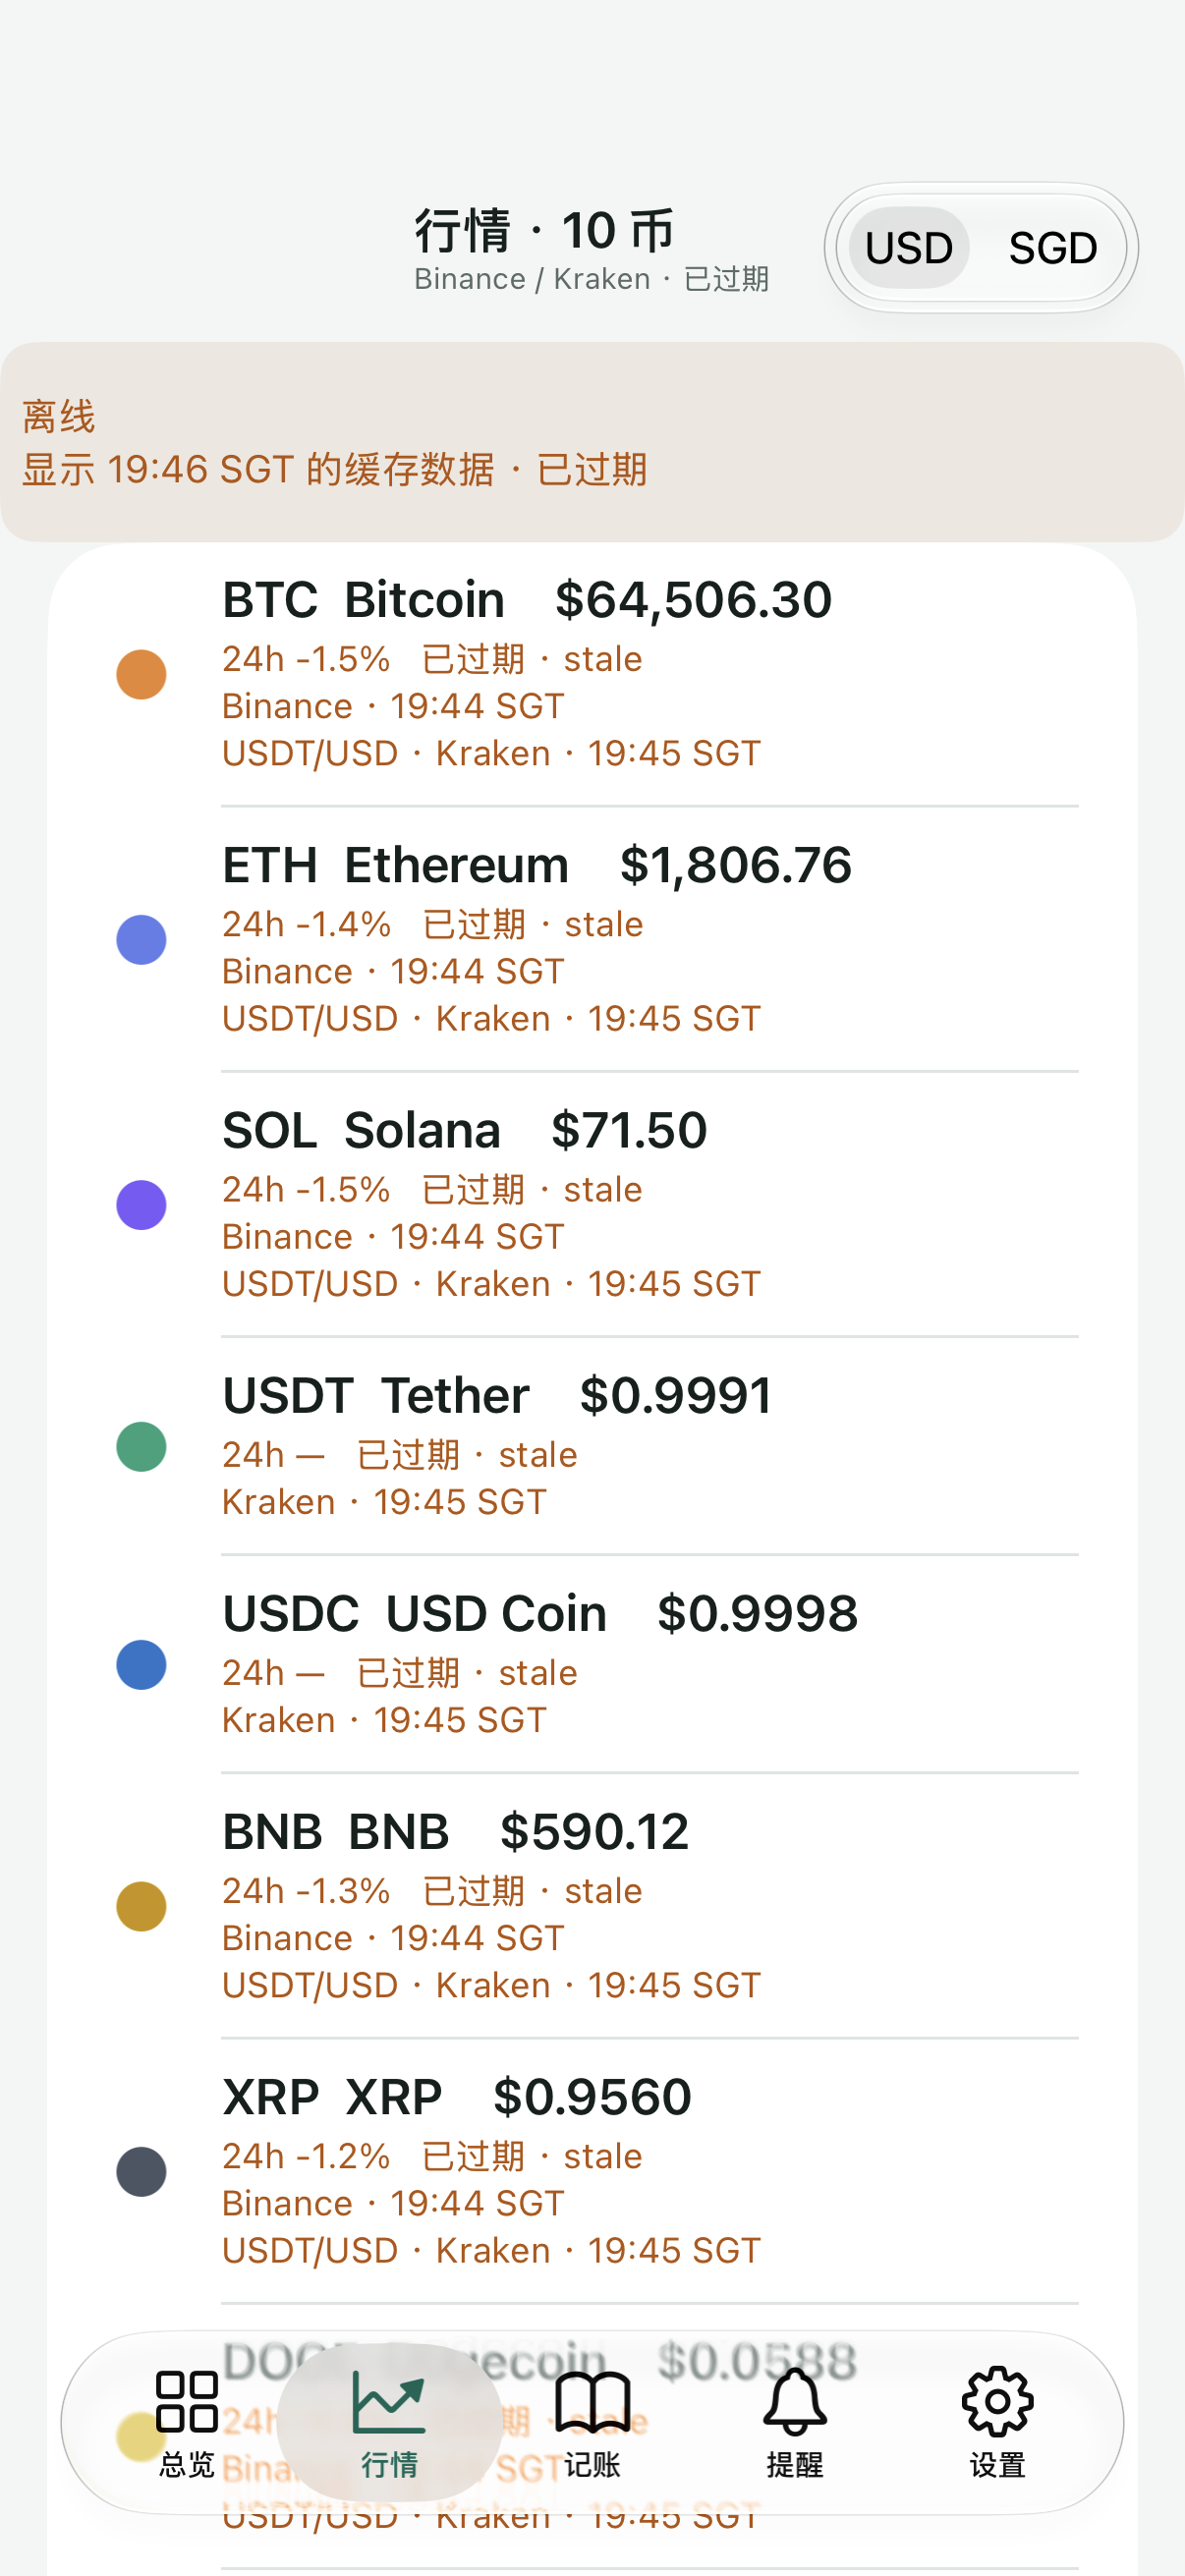 行情 · 10 币
Binance / Kraken · 已过期
USD SGD
离线
显示 19:46 SGT 的缓存数据 · 已过期
BTC Bitcoin $64,506.30
24h -1.5% 已过期 · stale
Binance · 19:44 SGT
USDT/USD · Kraken · 19:45 SGT
ETH Ethereum $1,806.76
24h -1.4% 已过期 · stale
Binance · 19:44 SGT
USDT/USD · Kraken · 19:45 SGT
SOL Solana $71.50
24h -1.5% 已过期 · stale
Binance · 19:44 SGT
USDT/USD · Kraken · 19:45 SGT
USDT Tether $0.9991
24h — 已过期 · stale
Kraken · 19:45 SGT
USDC USD Coin $0.9998
24h — 已过期 · stale
Kraken · 19:45 SGT
BNB BNB $590.12
24h -1.3% 已过期 · stale
Binance · 19:44 SGT
USDT/USD · Kraken · 19:45 SGT
XRP XRP $0.9560
24h -1.2% 已过期 · stale
Binance · 19:44 SGT
USDT/USD · Kraken · 19:45 SGT
$0.0588
24h stale
SGT
USDT/USD · Kraken · 19:45 SGT
总览 行情 记账 提醒 设置